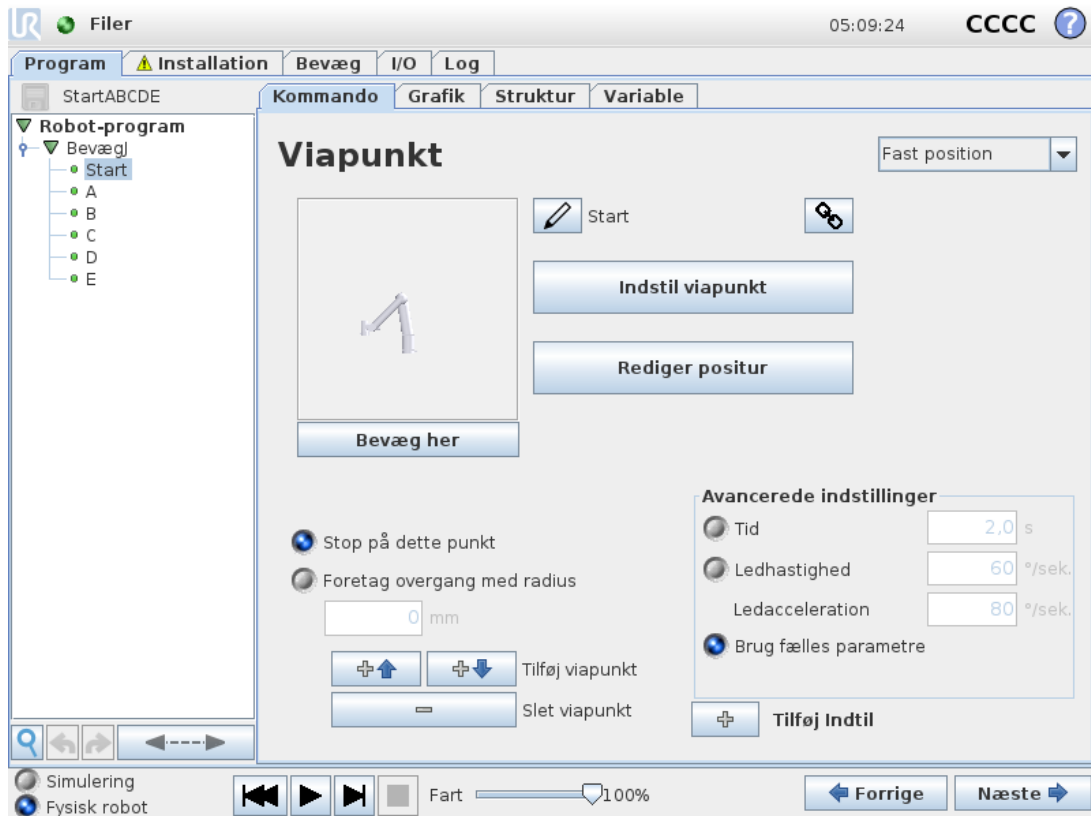 UR Filer 05:09:24 CCCC ?
Program Installation Bevæg I/O Log
StartABCDE
Kommando Grafik Struktur Variable
Robot-program
BevægJ
Start
A
B
C
D
E
Viapunkt
Fast position
Start
Indstil viapunkt
Rediger positur
Bevæg her
Stop på dette punkt
Foretag overgang med radius
0 mm
Tilføj viapunkt
Slet viapunkt
Avancerede indstillinger
Tid 2,0 s
Ledhastighed 60 °/sek.
Ledacceleration 80 °/sek.
Brug fælles parametre
Tilføj Indtil
Simulering
Fysisk robot
Fart 100%
Forrige Næste